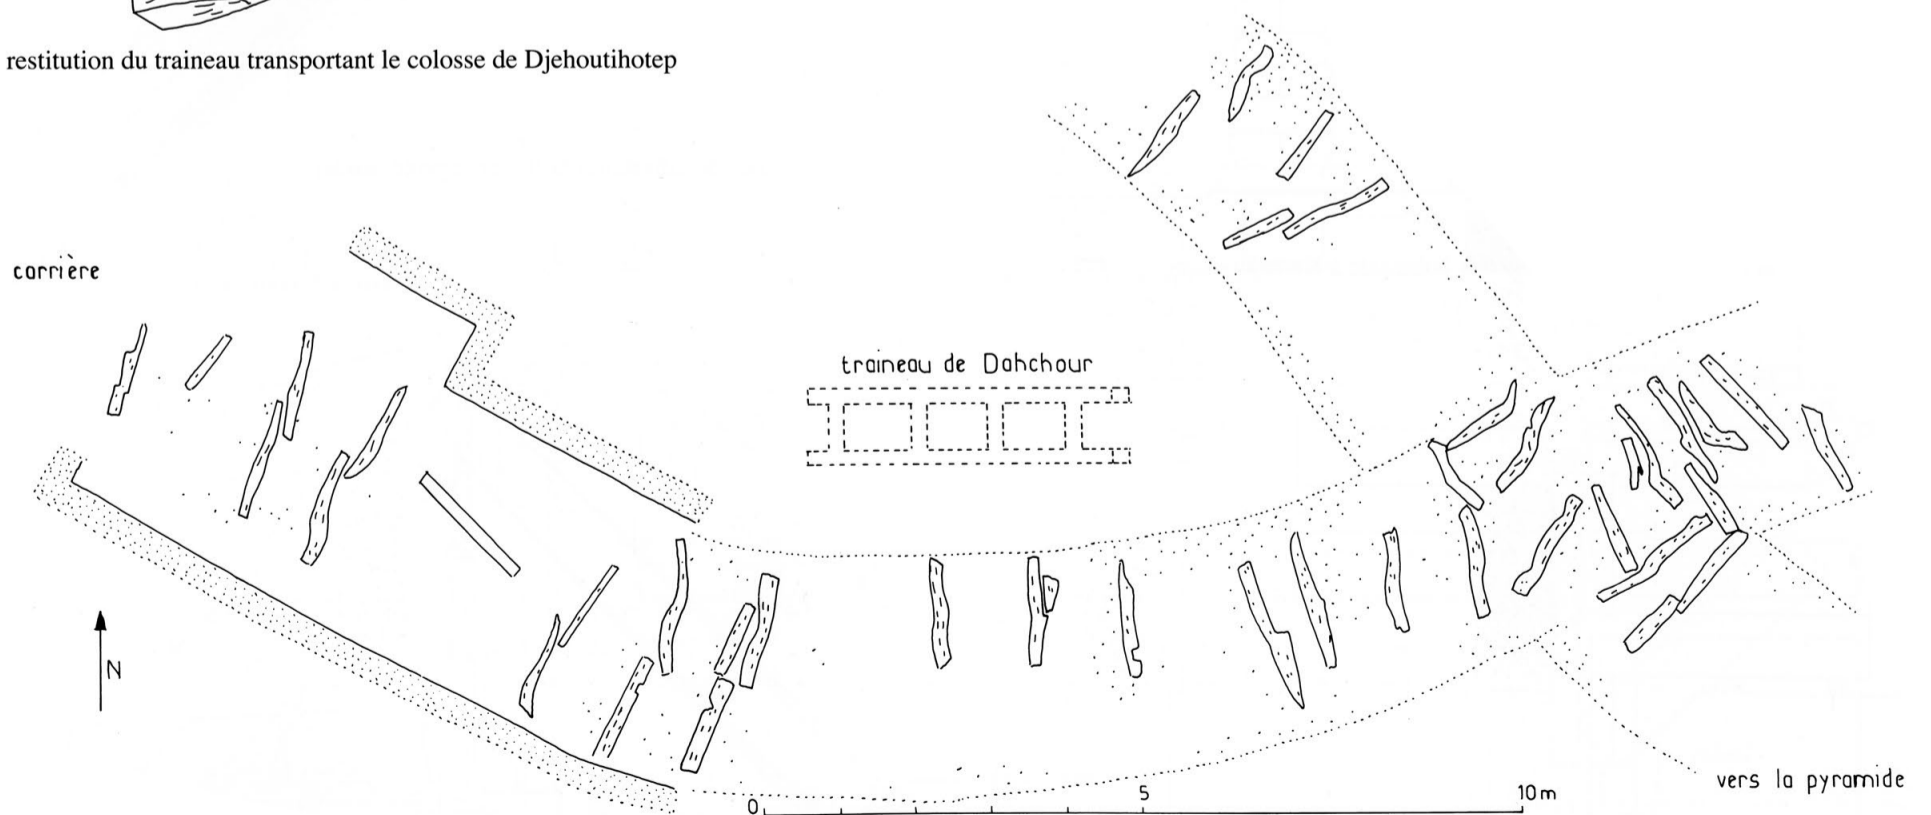 restitution du traineau transportant le colosse de Djehoutihotep
carrière
traineau de Dahchour
N
vers la pyramide
0 5 10 m